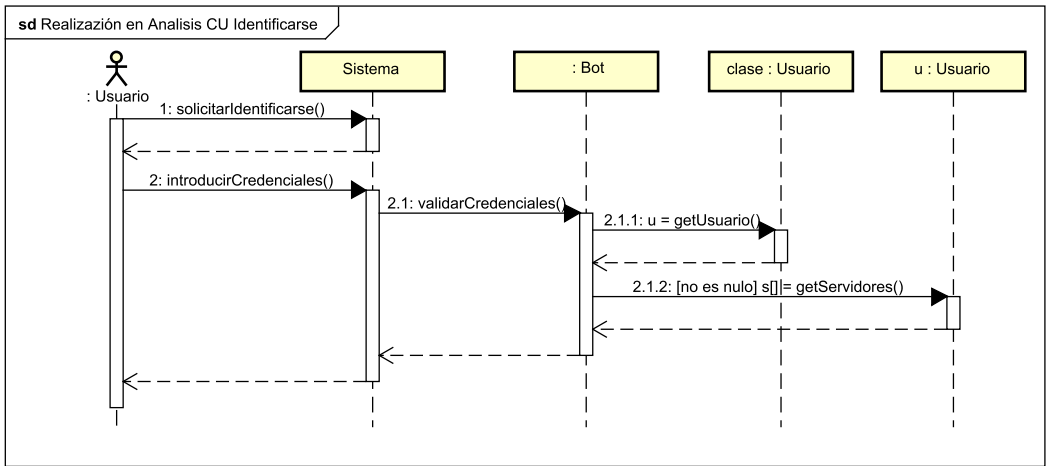 sd Realizazión en Analisis CU Identificarse
: Usuario
Sistema
: Bot
clase : Usuario
u : Usuario
1: solicitarIdentificarse()
2: introducirCredenciales()
2.1: validarCredenciales()
2.1.1: u = getUsuario()
2.1.2: [no es nulo] s[] = getServidores()